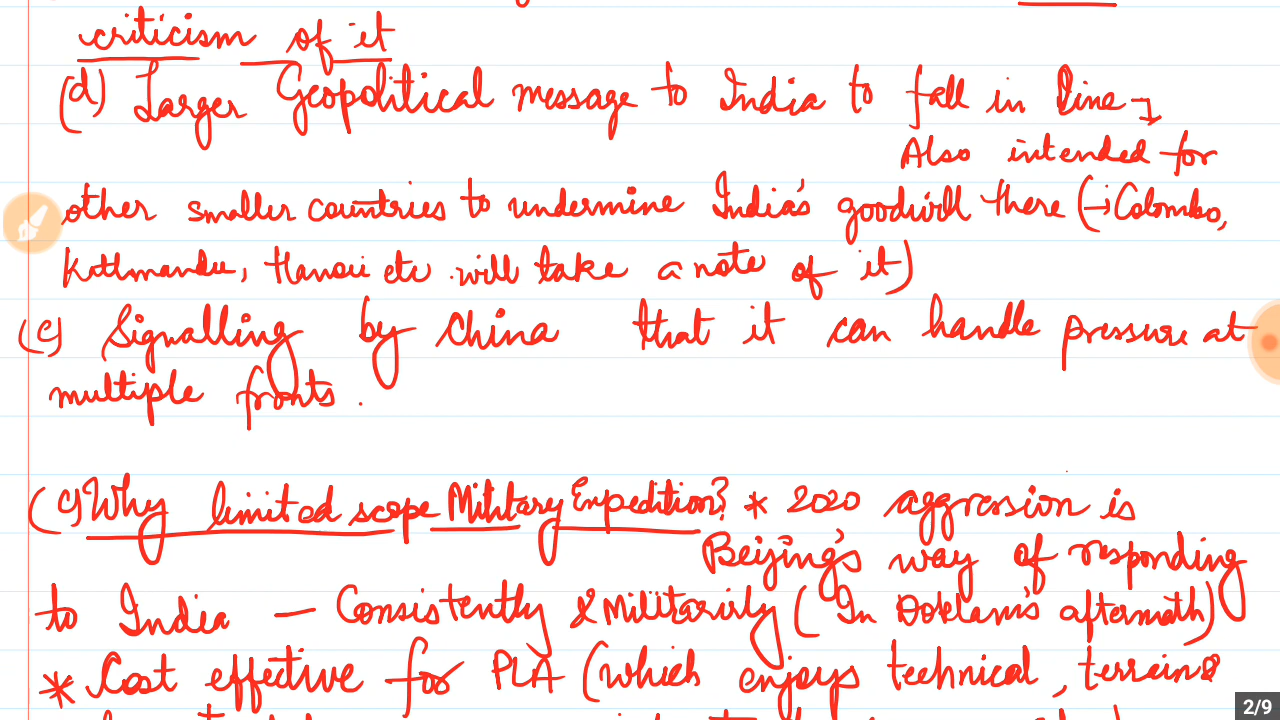 criticism of it
(d) Larger Geopolitical message to India to fall in line →
Also intended for
other smaller countries to undermine India's goodwill there (→ Colombo,
Kathmandu, Hanoi etc. will take a note of it)
(e) Signalling by China that it can handle pressure at
multiple fronts.
(c) Why limited scope Military Expedition? * 2020 aggression is
Beijing's way of responding
to India — Consistently & Militarily (In Doklam's aftermath)
* Cost effective for PLA (which enjoys technical, terrain &
2/9